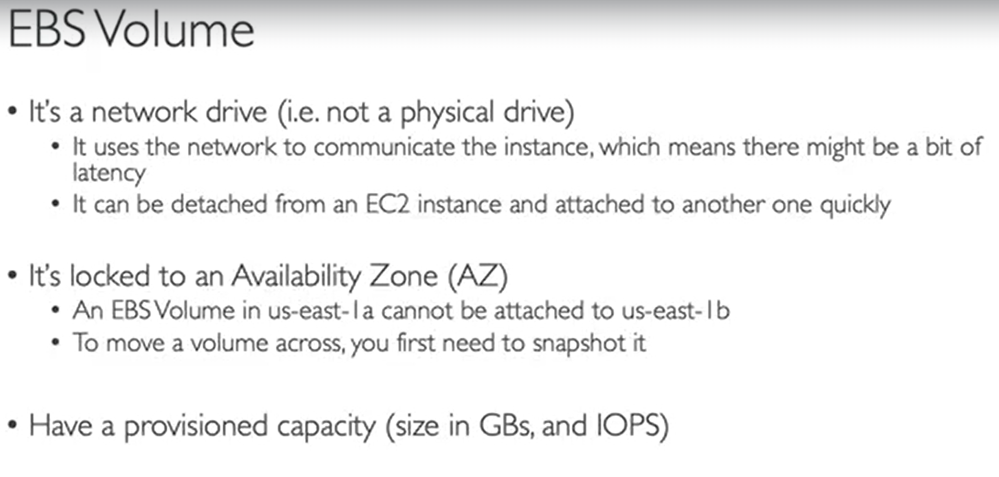 EBS Volume
• It's a network drive (i.e. not a physical drive)
• It uses the network to communicate the instance, which means there might be a bit of
latency
• It can be detached from an EC2 instance and attached to another one quickly
• It's locked to an Availability Zone (AZ)
• An EBS Volume in us-east-1a cannot be attached to us-east-1b
• To move a volume across, you first need to snapshot it
• Have a provisioned capacity (size in GBs, and IOPS)